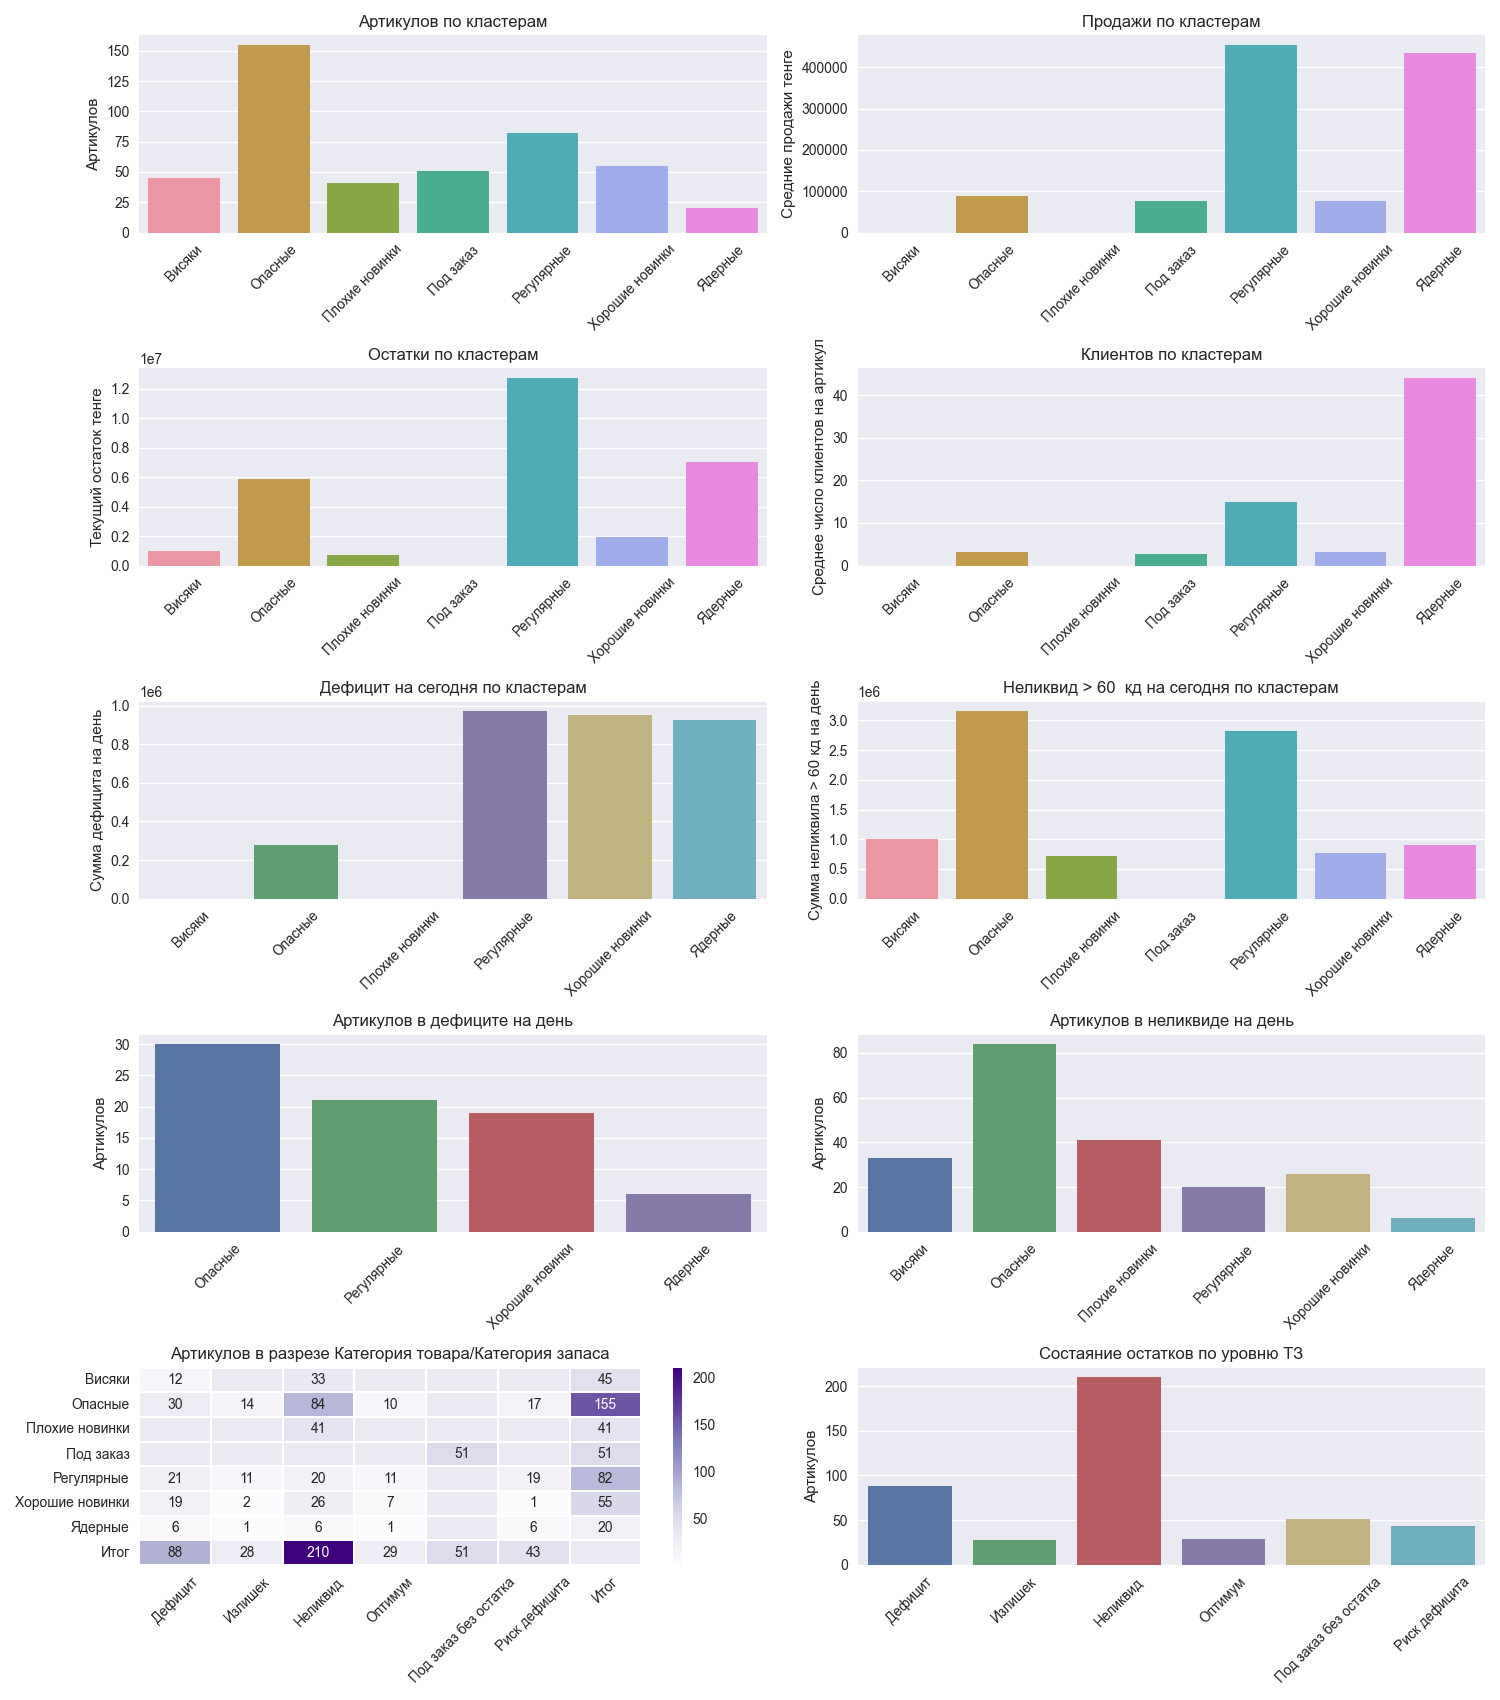 Артикулов по кластерам
Артикулов
150
125
100
75
50
25
0
Висяки
Опасные
Плохие новинки
Под заказ
Регулярные
Хорошие новинки
Ядерные
Продажи по кластерам
Средние продажи тенге
400000
300000
200000
100000
0
Висяки
Опасные
Плохие новинки
Под заказ
Регулярные
Хорошие новинки
Ядерные
Остатки по кластерам
1e7
Текущий остаток тенге
1.2
1.0
0.8
0.6
0.4
0.2
0.0
Висяки
Опасные
Плохие новинки
Под заказ
Регулярные
Хорошие новинки
Ядерные
Клиентов по кластерам
Среднее число клиентов на артикул
40
30
20
10
0
Висяки
Опасные
Плохие новинки
Под заказ
Регулярные
Хорошие новинки
Ядерные
Дефицит на сегодня по кластерам
1e6
Сумма дефицита на день
1.0
0.8
0.6
0.4
0.2
0.0
Висяки
Опасные
Плохие новинки
Регулярные
Хорошие новинки
Ядерные
Неликвид > 60 кд на сегодня по кластерам
1e6
Сумма неликвила > 60 кд на день
3.0
2.5
2.0
1.5
1.0
0.5
0.0
Висяки
Опасные
Плохие новинки
Под заказ
Регулярные
Хорошие новинки
Ядерные
Артикулов в дефиците на день
Артикулов
30
25
20
15
10
5
0
Опасные
Регулярные
Хорошие новинки
Ядерные
Артикулов в неликвиде на день
Артикулов
80
60
40
20
0
Висяки
Опасные
Плохие новинки
Регулярные
Хорошие новинки
Ядерные
Артикулов в разрезе Категория товара/Категория запаса
Висяки 12 33 45
Опасные 30 14 84 10 17 155
Плохие новинки 41 41
Под заказ 51 51
Регулярные 21 11 20 11 19 82
Хорошие новинки 19 2 26 7 1 55
Ядерные 6 1 6 1 6 20
Итог 88 28 210 29 51 43
Дефицит
Излишек
Неликвид
Оптимум
Под заказ без остатка
Риск дефицита
Итог
200
150
100
50
Состаяние остатков по уровню ТЗ
Артикулов
200
150
100
50
0
Дефицит
Излишек
Неликвид
Оптимум
Под заказ без остатка
Риск дефицита